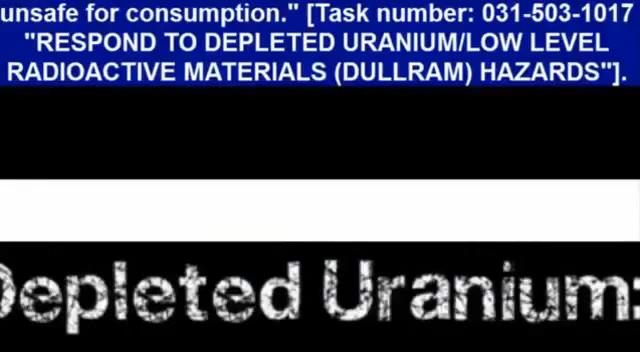 unsafe for consumption." [Task number: 031-503-1017
"RESPOND TO DEPLETED URANIUM/LOW LEVEL
RADIOACTIVE MATERIALS (DULLRAM) HAZARDS"].
Depleted Uranium: